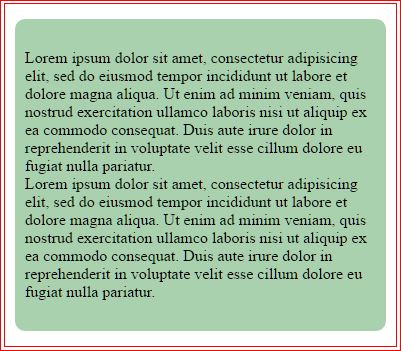 Lorem ipsum dolor sit amet, consectetur adipisicing
elit, sed do eiusmod tempor incididunt ut labore et
dolore magna aliqua. Ut enim ad minim veniam, quis
nostrud exercitation ullamco laboris nisi ut aliquip ex
ea commodo consequat. Duis aute irure dolor in
reprehenderit in voluptate velit esse cillum dolore eu
fugiat nulla pariatur.
Lorem ipsum dolor sit amet, consectetur adipisicing
elit, sed do eiusmod tempor incididunt ut labore et
dolore magna aliqua. Ut enim ad minim veniam, quis
nostrud exercitation ullamco laboris nisi ut aliquip ex
ea commodo consequat. Duis aute irure dolor in
reprehenderit in voluptate velit esse cillum dolore eu
fugiat nulla pariatur.